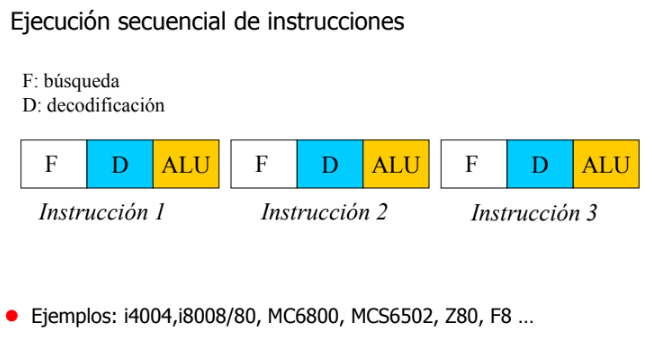 Ejecución secuencial de instrucciones
F: búsqueda
D: decodificación
F D ALU F D ALU F D ALU
Instrucción 1 Instrucción 2 Instrucción 3
Ejemplos: i4004,i8008/80, MC6800, MCS6502, Z80, F8 ...